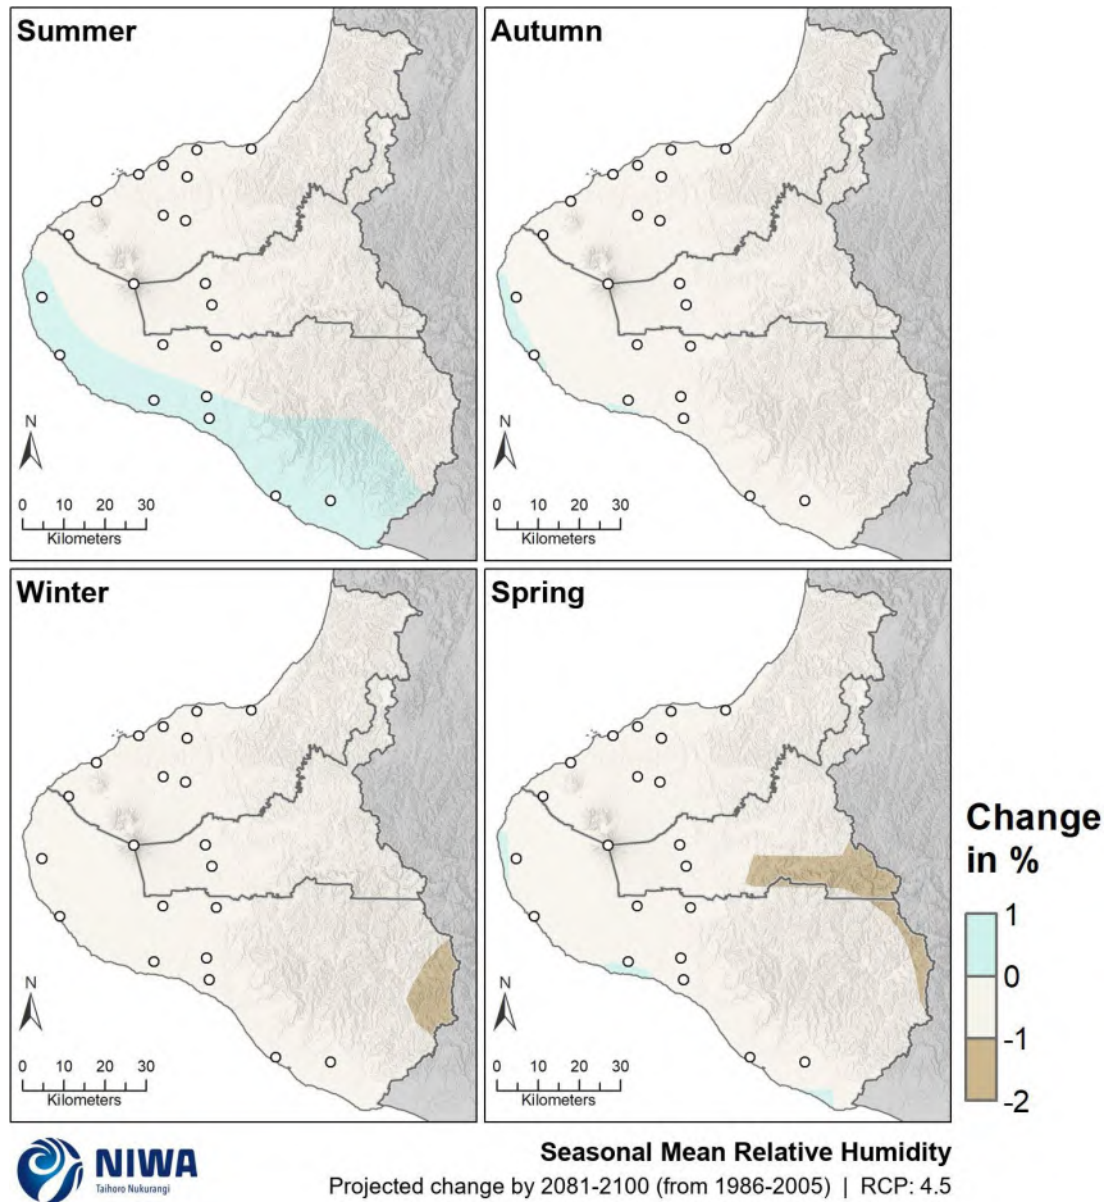 Summer
Autumn
N
0 10 20 30
Kilometers
N
0 10 20 30
Kilometers
Winter
Spring
N
0 10 20 30
Kilometers
N
0 10 20 30
Kilometers
Change
in %
1
0
-1
-2
NIWA
Taihoro Nukurangi
Seasonal Mean Relative Humidity
Projected change by 2081-2100 (from 1986-2005) | RCP: 4.5